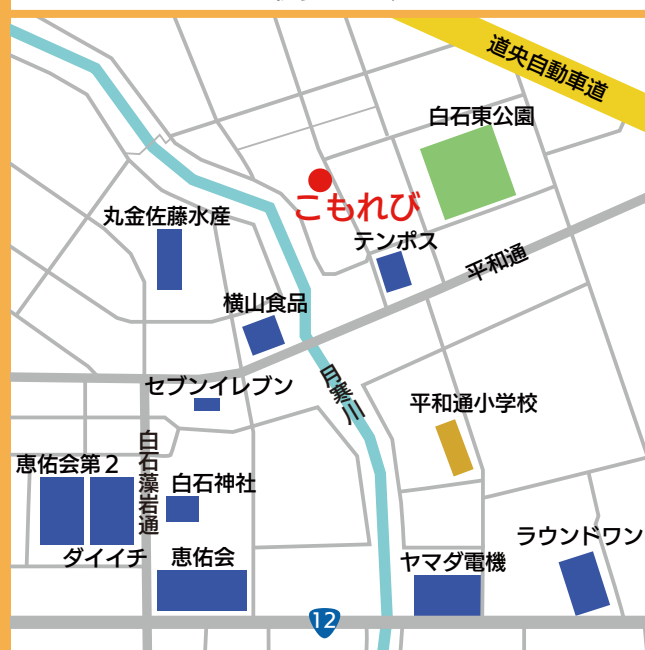 道央自動車道
白石東公園
こもれび
丸金佐藤水産
テンポス
平和通
横山食品
月寒川
セブンイレブン
平和通小学校
白石藻岩通
恵佑会第2
白石神社
ダイイチ
恵佑会
ラウンドワン
ヤマダ電機
12